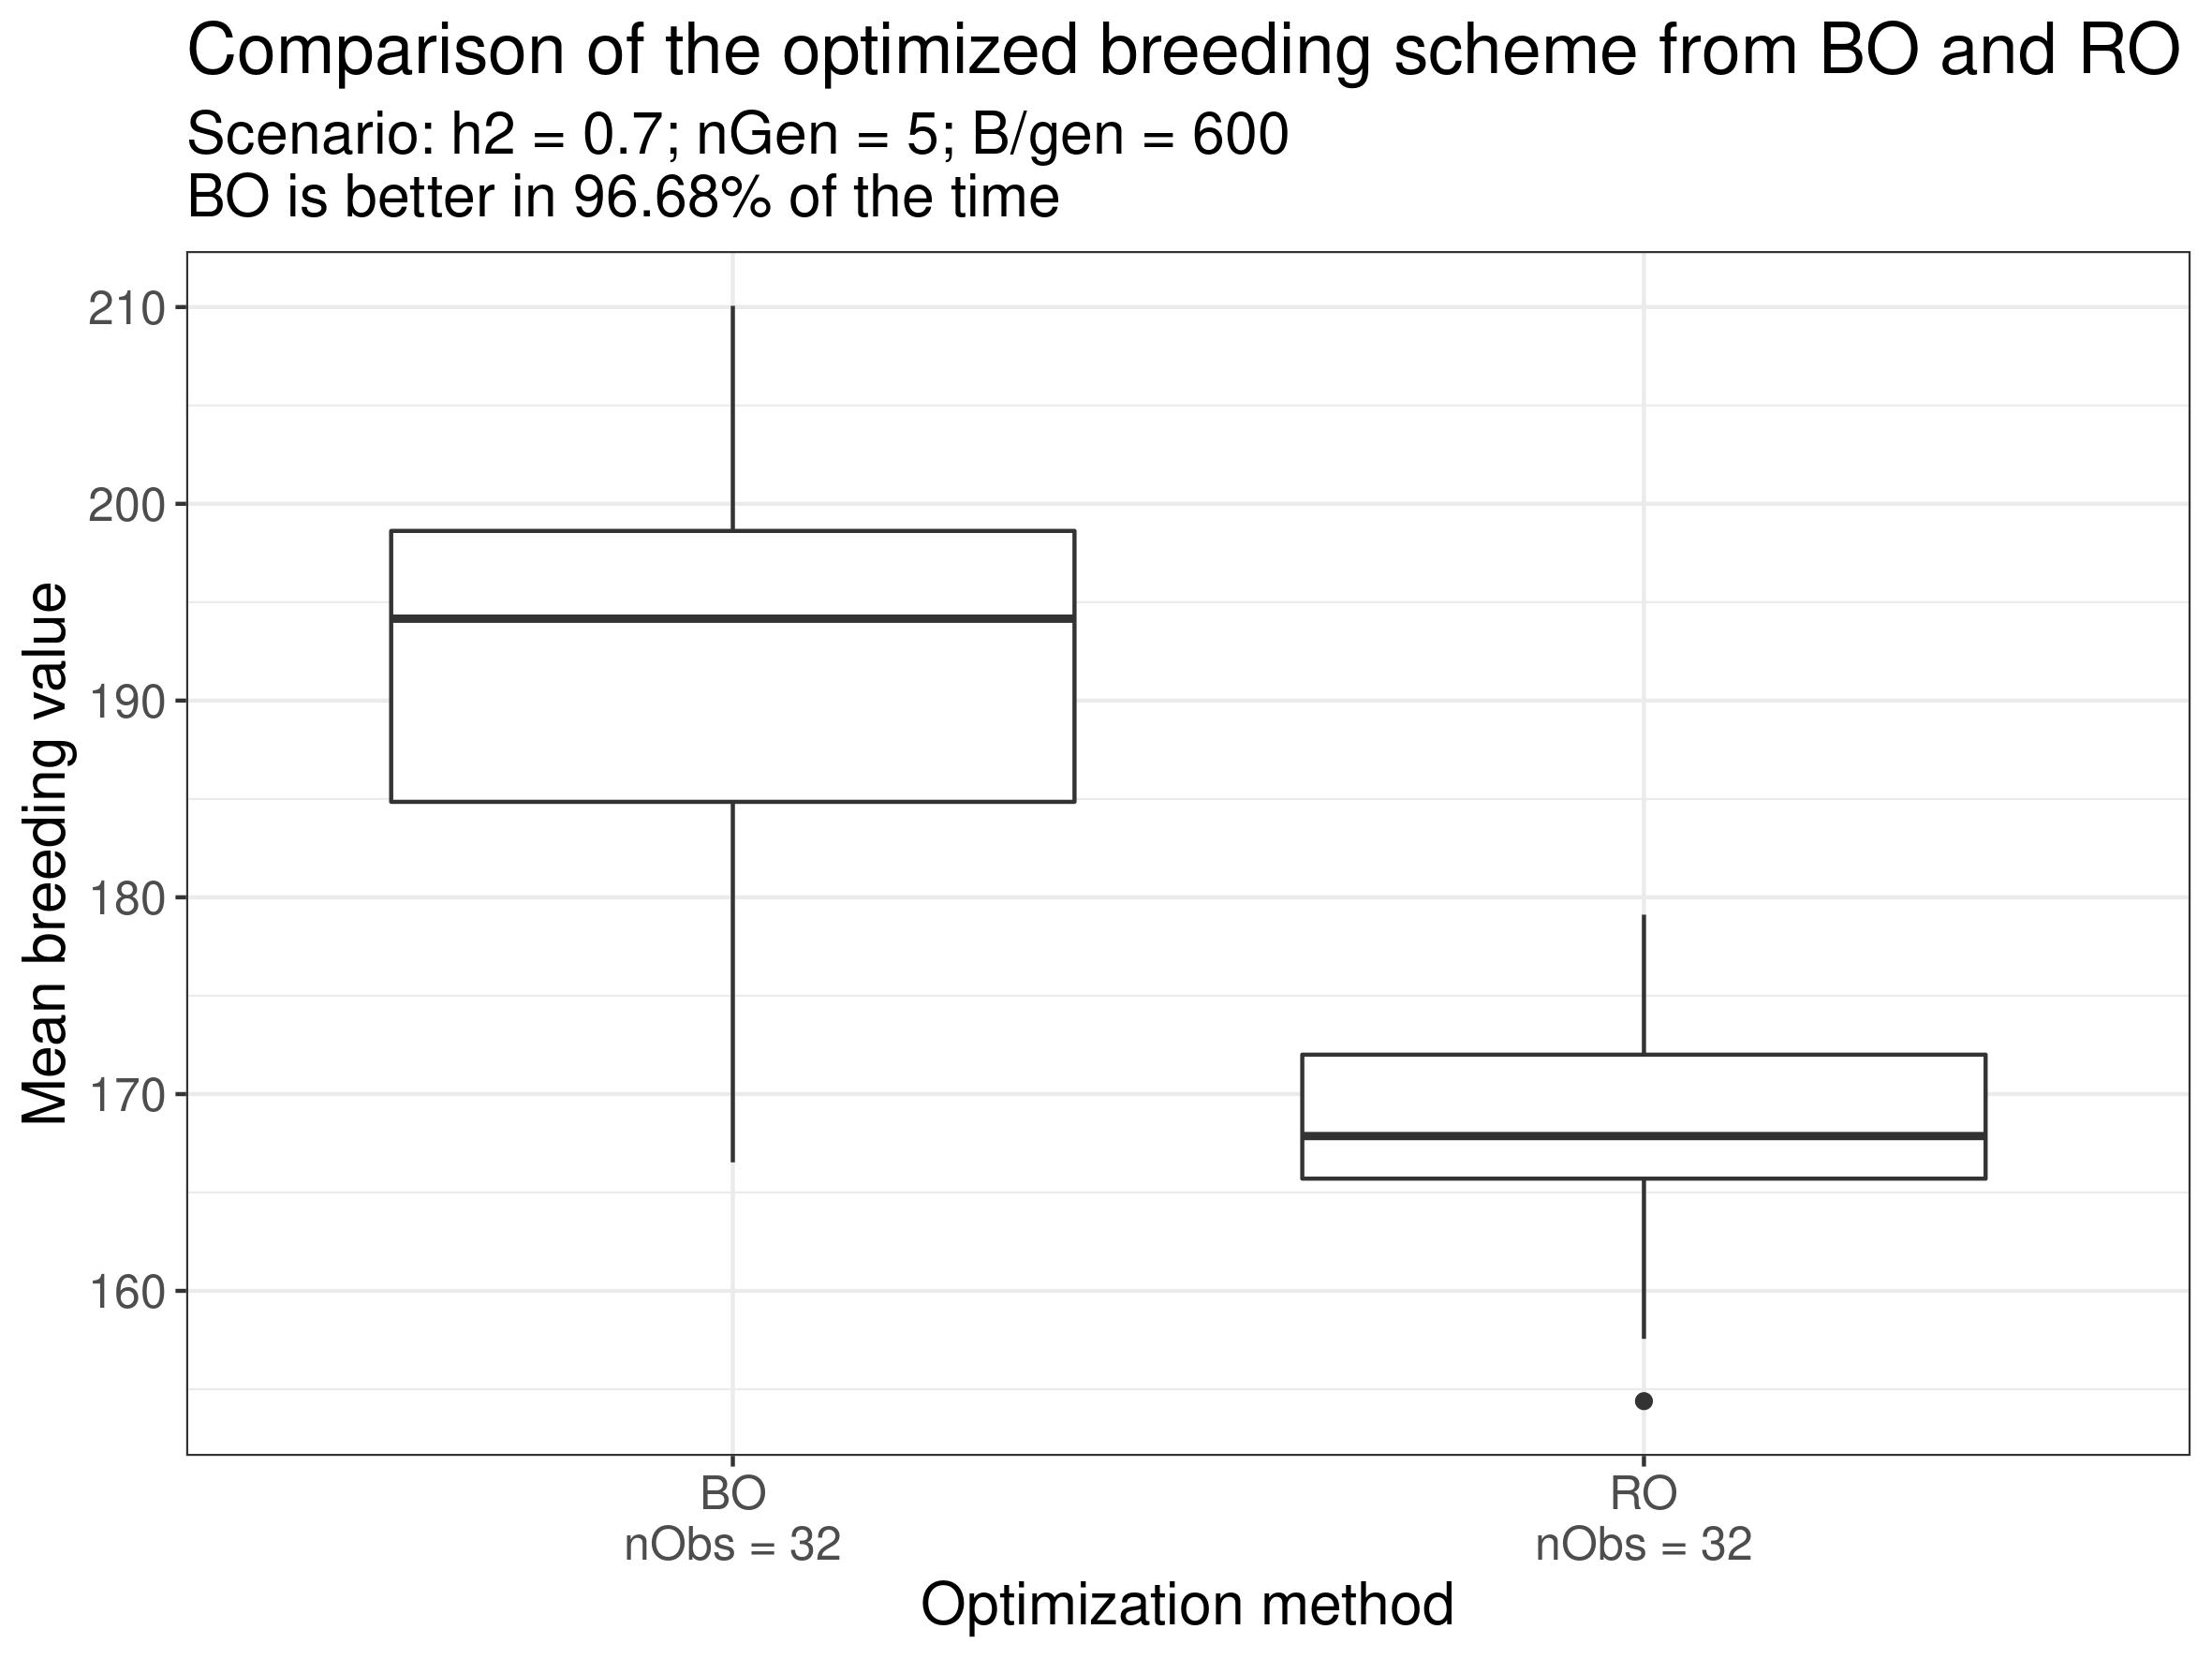 Comparison of the optimized breeding scheme from BO and RO
Scenario: h2 = 0.7; nGen = 5; B/gen = 600
BO is better in 96.68% of the time
Mean breeding value
210
200
190
180
170
160
BO
nObs = 32
RO
nObs = 32
Optimization method